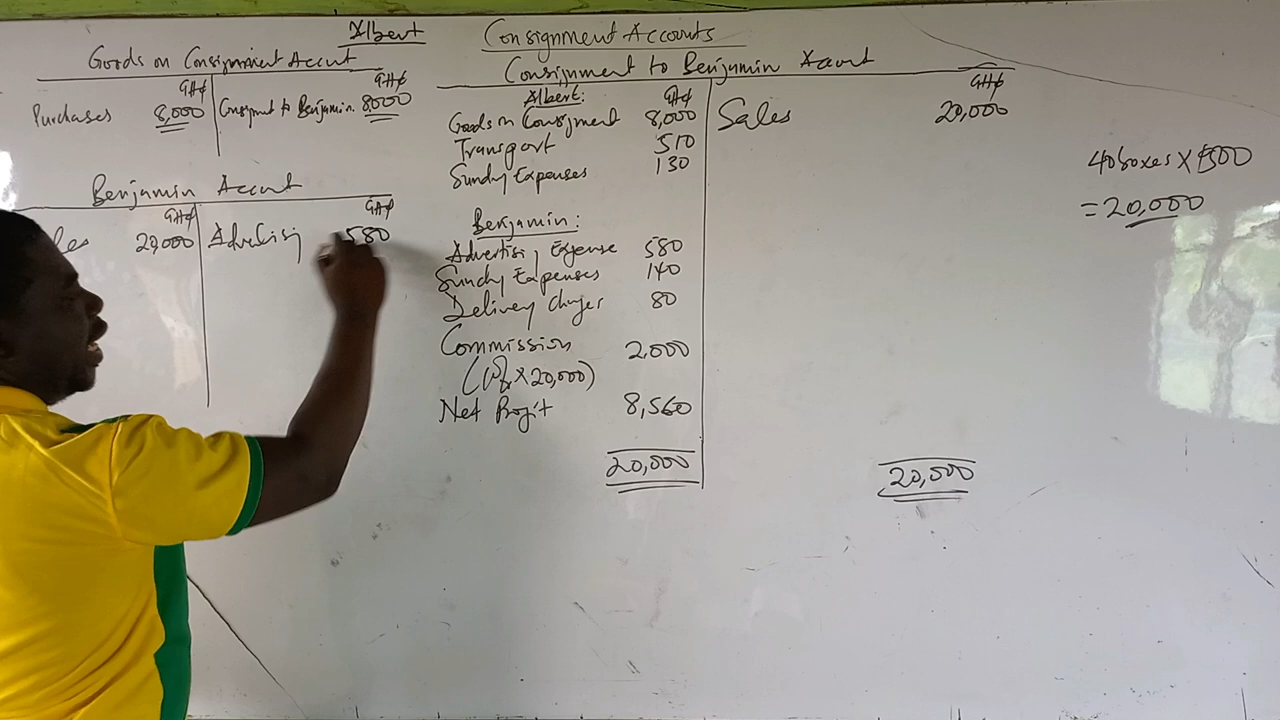 Albert
Consignment Accounts
Goods on Consignment Account
GH¢ GH¢
Purchases 8,000 Consignment to Benjamin 8,000
Benjamin Account
GH¢ GH¢
20,000 Advertising 580
Consignment to Benjamin Account
Albert: GH¢ GH¢
Goods on Consignment 8,000 Sales 20,000
Transport 510
Sundry Expenses 130
Benjamin:
Advertising Expense 580
Sundry Expenses 140
Delivery Charges 80
Commission 2,000
(10% x 20,000)
Net Profit 8,560
20,000 20,000
40 boxes x 500
= 20,000